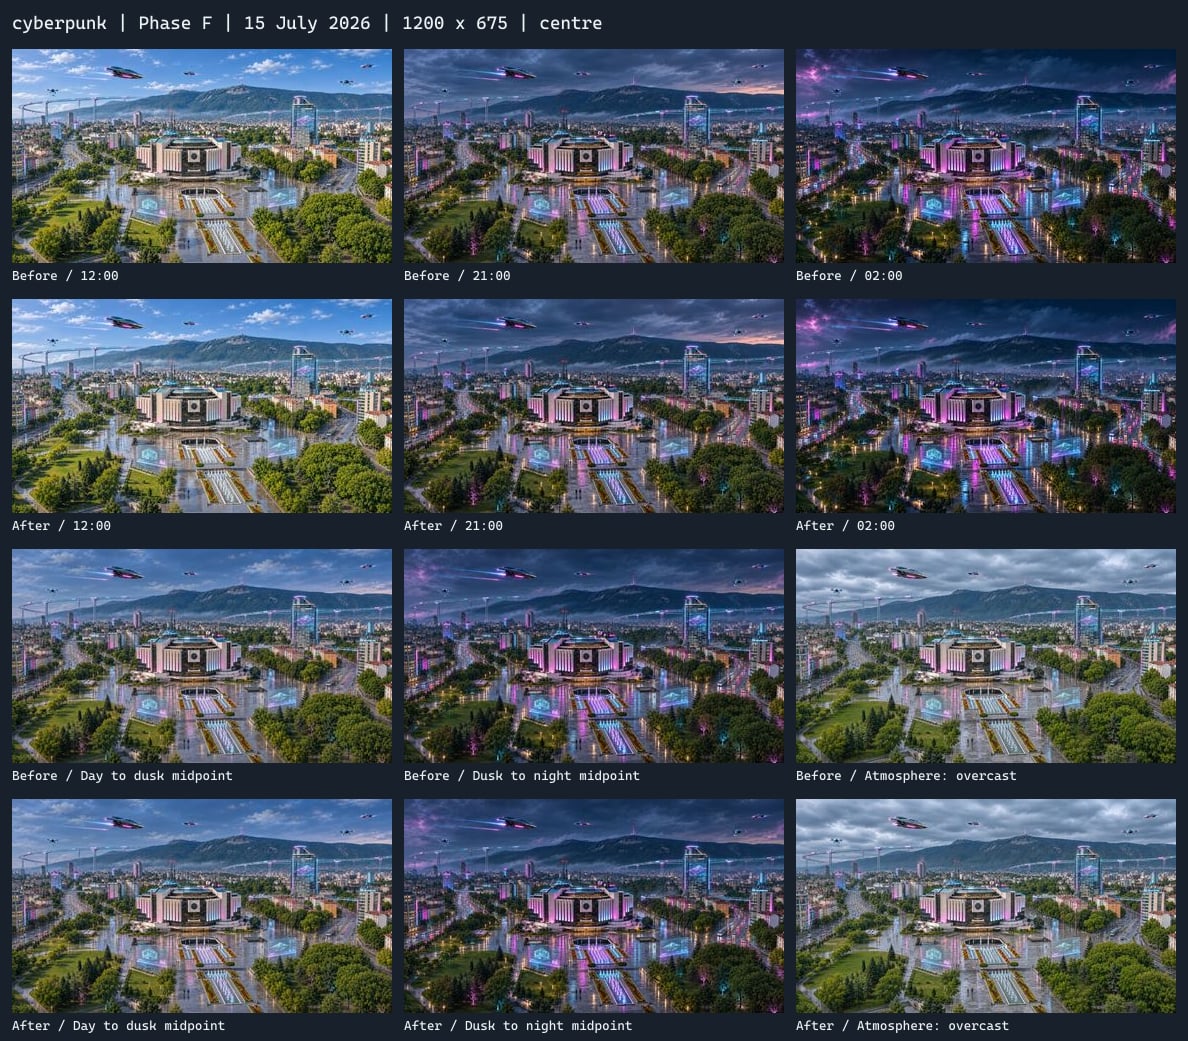 cyberpunk | Phase F | 15 July 2026 | 1200 x 675 | centre
Before / 12:00
Before / 21:00
Before / 02:00
After / 12:00
After / 21:00
After / 02:00
Before / Day to dusk midpoint
Before / Dusk to night midpoint
Before / Atmosphere: overcast
After / Day to dusk midpoint
After / Dusk to night midpoint
After / Atmosphere: overcast